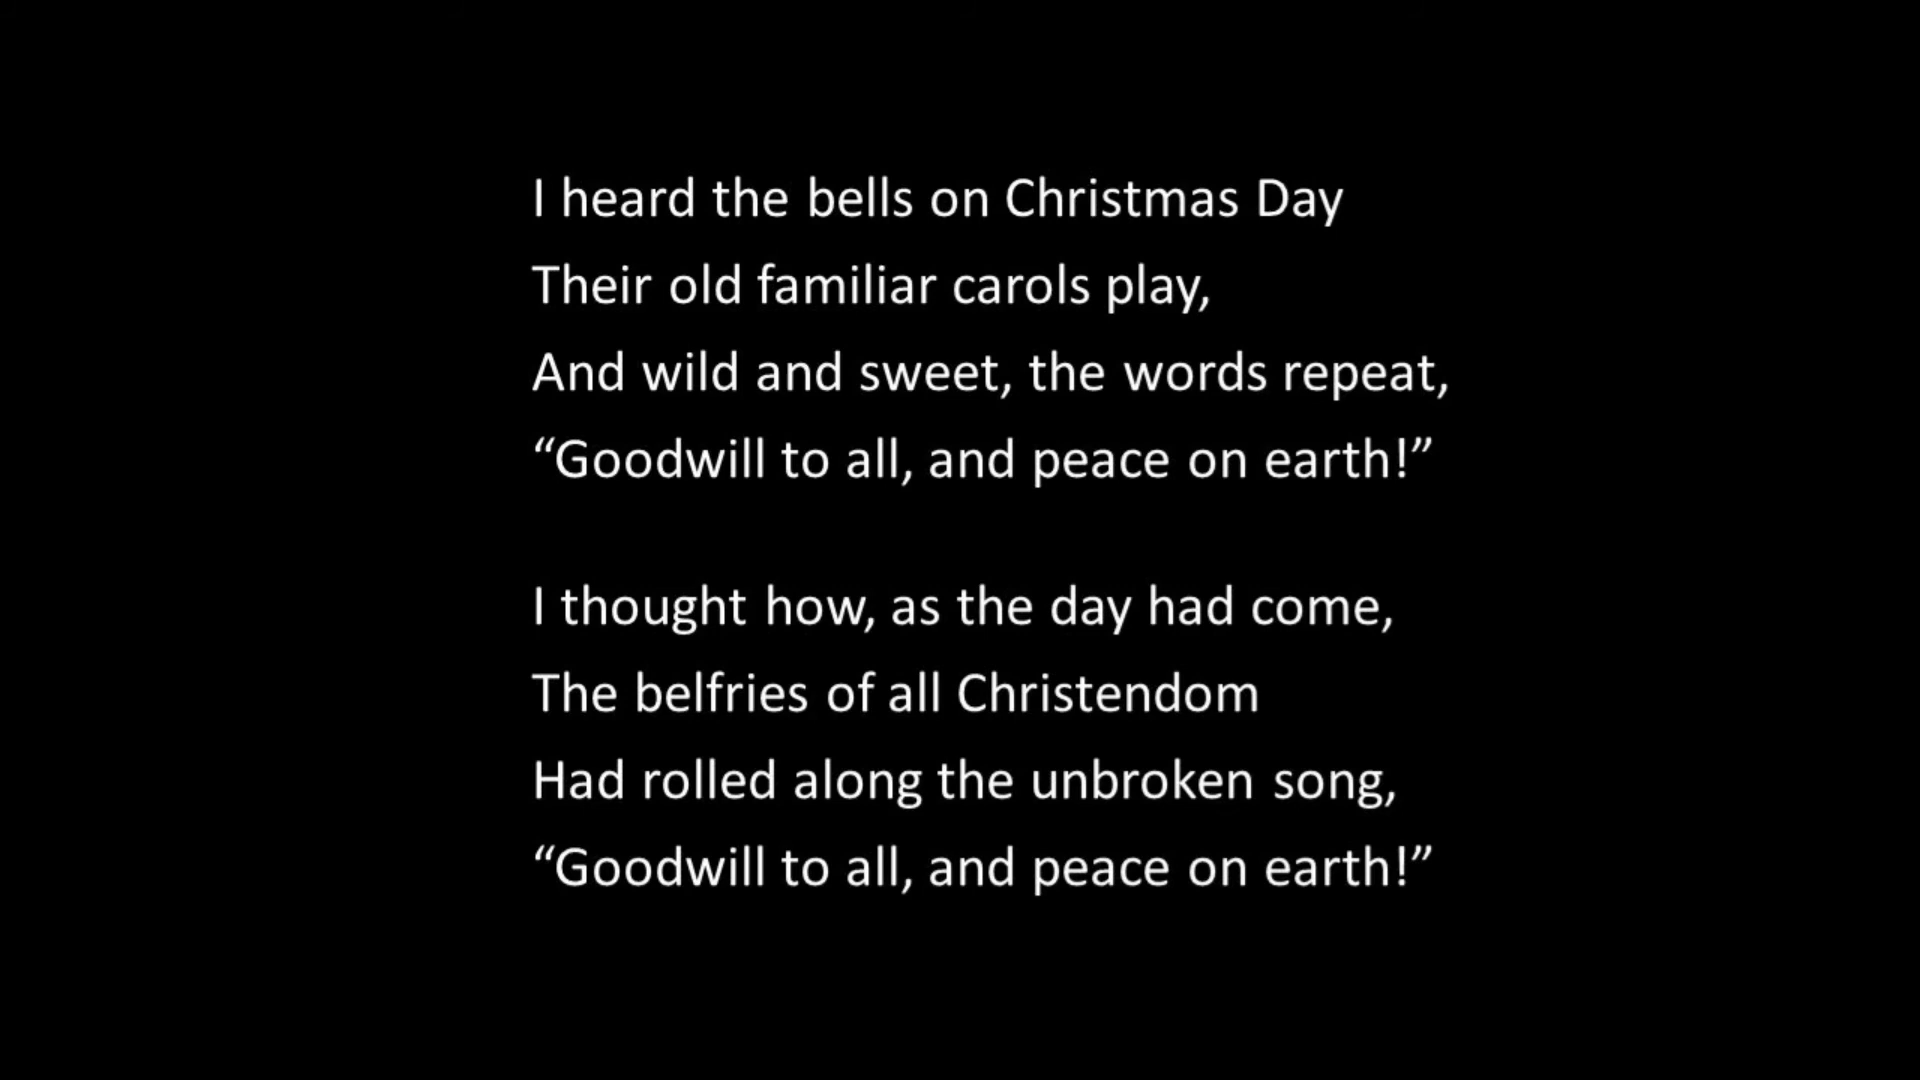 I heard the bells on Christmas Day
Their old familiar carols play,
And wild and sweet, the words repeat,
“Goodwill to all, and peace on earth!”
I thought how, as the day had come,
The belfries of all Christendom
Had rolled along the unbroken song,
“Goodwill to all, and peace on earth!”